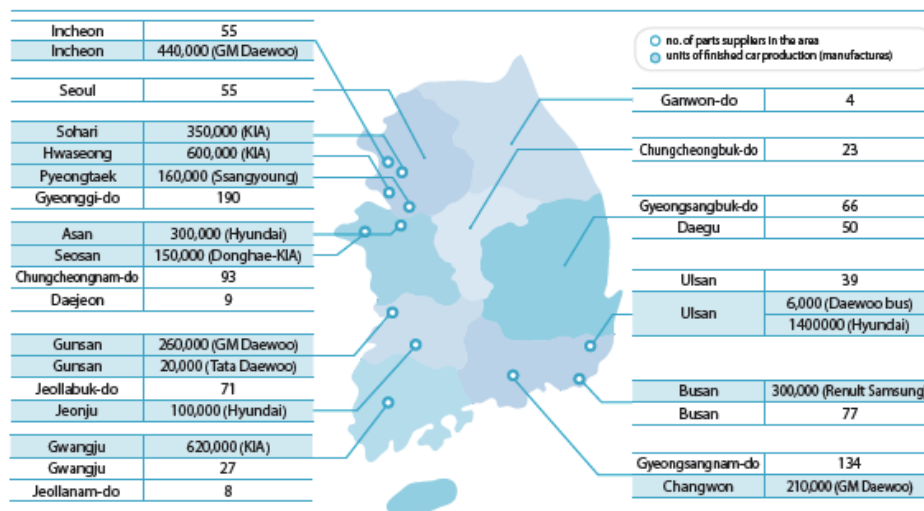 Incheon 55
Incheon 440,000 (GM Daewoo)
Seoul 55
Sohari 350,000 (KIA)
Hwaseong 600,000 (KIA)
Pyeongtaek 160,000 (Ssangyoung)
Gyeonggi-do 190
Asan 300,000 (Hyundai)
Seosan 150,000 (Donghae-KIA)
Chungcheongnam-do 93
Daejeon 9
Gunsan 260,000 (GM Daewoo)
Gunsan 20,000 (Tata Daewoo)
Jeollabuk-do 71
Jeonju 100,000 (Hyundai)
Gwangju 620,000 (KIA)
Gwangju 27
Jeollanam-do 8
no. of parts suppliers in the area
units of finished car production (manufactures)
Ganwon-do 4
Chungcheongbuk-do 23
Gyeongsangbuk-do 66
Daegu 50
Ulsan 39
Ulsan 6,000 (Daewoo bus)
1400000 (Hyundai)
Busan 300,000 (Renult Samsung)
Busan 77
Gyeongsangnam-do 134
Changwon 210,000 (GM Daewoo)